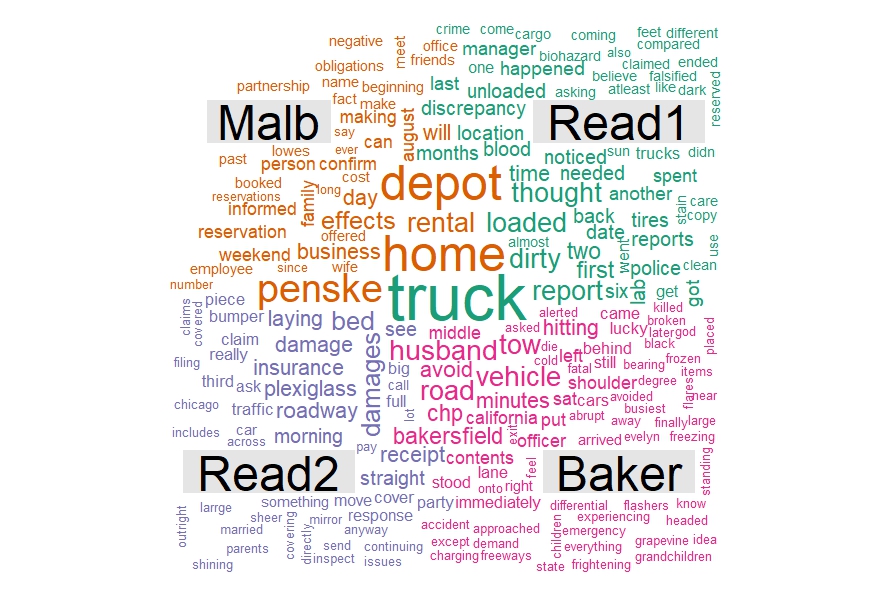 crime come cargo coming feet different
negative meet office manager biohazard also compared
obligations friends one happened claimed ended
partnership name beginning last unloaded asking believe falsified
fact make discrepancy atleast like dark reserved
Malb making august will location Read1
say can months blood noticed sun trucks didn
lowes ever
past person confirm depot time needed spent
booked cost thought another stain care
reservations long day copy
informed family effects rental loaded back tires
reservation offered date reports use
weekend business home almost dirty two went
employee since wife first police clean
number penske truck report six lab get got
claims covered piece laying bed see alerted came killed
bumper middle asked hitting lucky broken
claim damage husband tow die later god placed
really damages left behind black
filing insurance big avoid vehicle cold still bearing frozen
third ask plexiglass call road fatal shoulder degree items
chicago traffic roadway full minutes sat cars avoided flares near
lot chp california put abrupt busiest
includes car morning bakersfield exit officer away finally large
across arrived evelyn freezing
pay receipt contents
Read2 straight stood lane feel Baker standing
onto right
outright larrge something move cover party immediately differential flashers know
sheer covering mirror response experiencing headed
married directly anyway accident approached children emergency
parents send continuing except demand everything grapevine idea
shining inspect issues charging freeways state frightening grandchildren